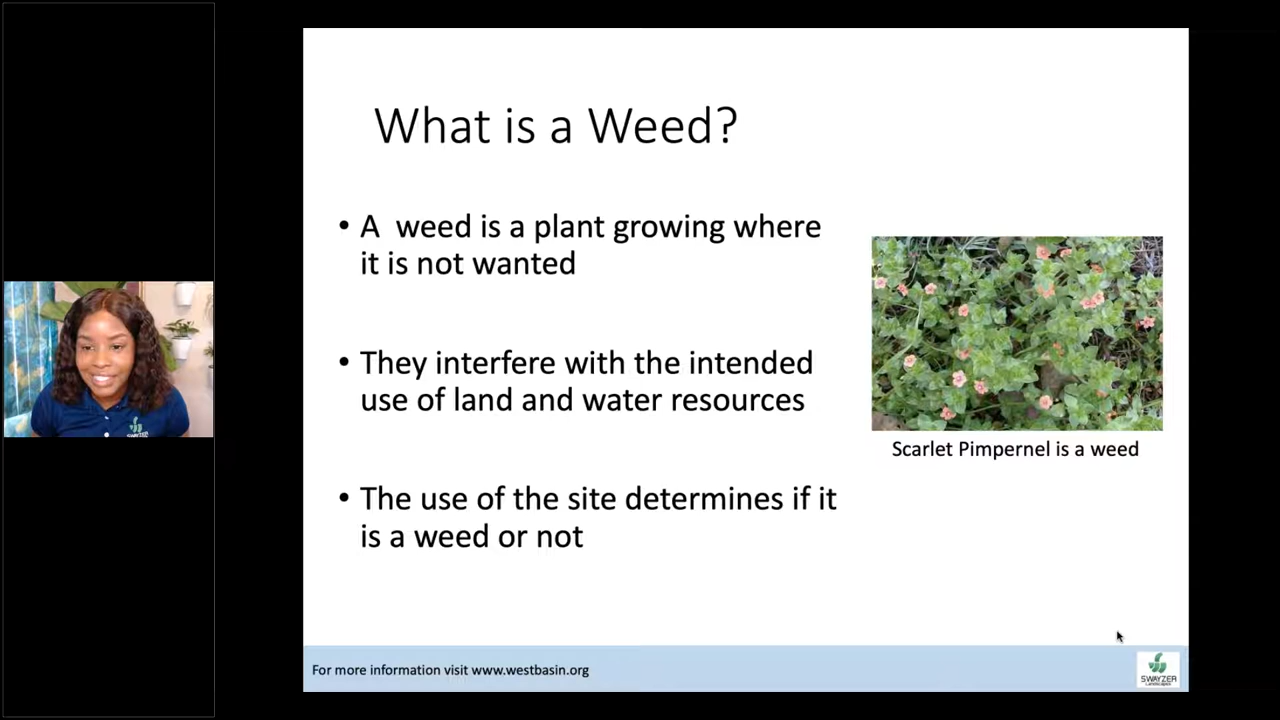 What is a Weed?
• A  weed is a plant growing where
it is not wanted
• They interfere with the intended
use of land and water resources
• The use of the site determines if it
is a weed or not
Scarlet Pimpernel is a weed
For more information visit www.westbasin.org
SWAYZER
LANDSCAPES
SWAYZER